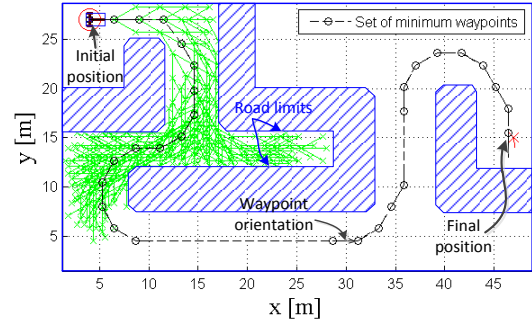 Set of minimum waypoints
Initial
position
Road limits
Waypoint
orientation
Final
position
25
20
15
10
5
y [m]
5 10 15 20 25 30 35 40 45
x [m]